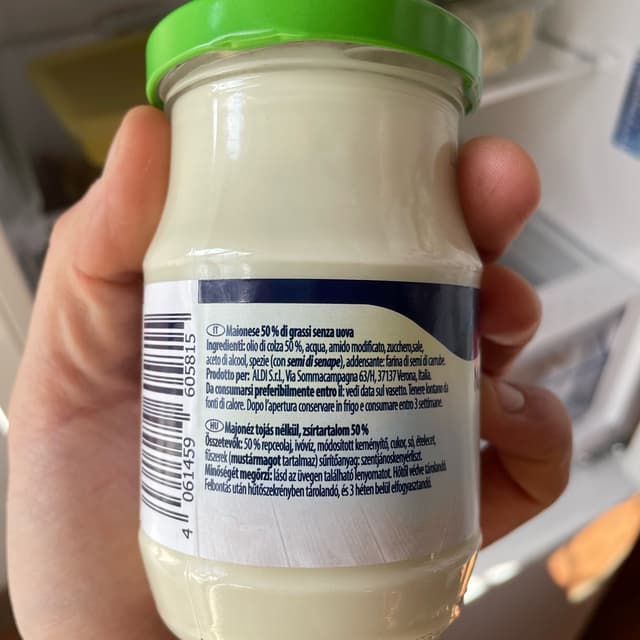 IT Maionese 50 % di grassi senza uova
Ingredienti: olio di colza 50 %, acqua, amido modificato, zucchero, sale,
aceto di alcool, spezie (con semi di senape), addensante: farina di semi di carrube.
Prodotto per: ALDI S.r.l., Via Sommacampagna 63/H, 37137 Verona, Italia.
Da consumarsi preferibilmente entro il: vedi data sul vasetto. Tenere lontano da
fonti di calore. Dopo l'apertura conservare in frigo e consumare entro 3 settimane.
HU Majonéz tojás nélkül, zsírtartalom 50 %
Összetevők: 50 % repceolaj, ivóvíz, módosított keményítő, cukor, só, ételecet,
fűszerek (mustármagot tartalmaz) sűrítőanyag: szentjánoskenyérliszt.
Minőségét megőrzi: lásd az üvegen található lenyomatot. Hőtől védve tárolandó.
Felbontás után hűtőszekrényben tárolandó, és 3 héten belül elfogyasztandó.
4 061459 605815